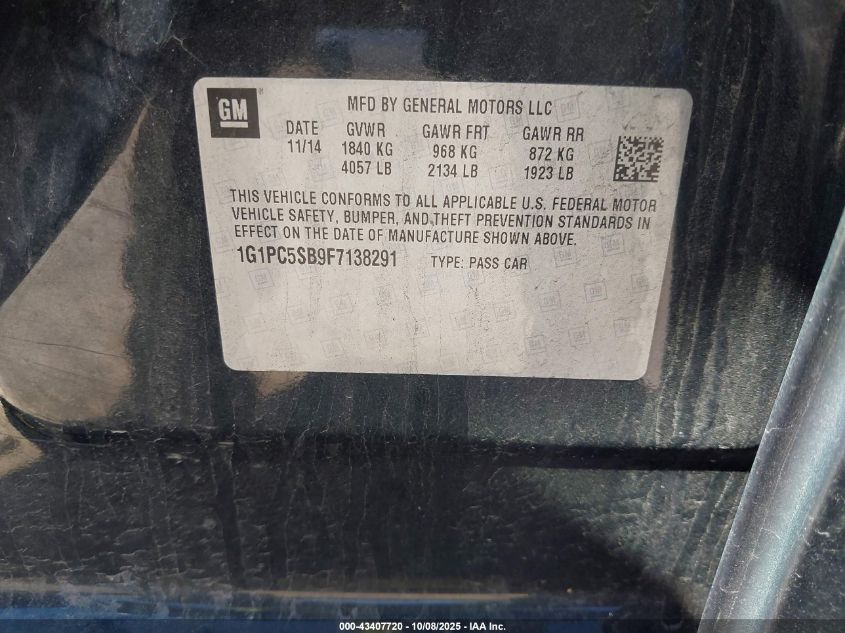 GM
MFD BY GENERAL MOTORS LLC
DATE GVWR GAWR FRT GAWR RR
11/14 1840 KG 968 KG 872 KG
4057 LB 2134 LB 1923 LB
THIS VEHICLE CONFORMS TO ALL APPLICABLE U.S. FEDERAL MOTOR
VEHICLE SAFETY, BUMPER, AND THEFT PREVENTION STANDARDS IN
EFFECT ON THE DATE OF MANUFACTURE SHOWN ABOVE.
1G1PC5SB9F7138291 TYPE: PASS CAR
000-43407720 - 10/08/2025 - IAA Inc.